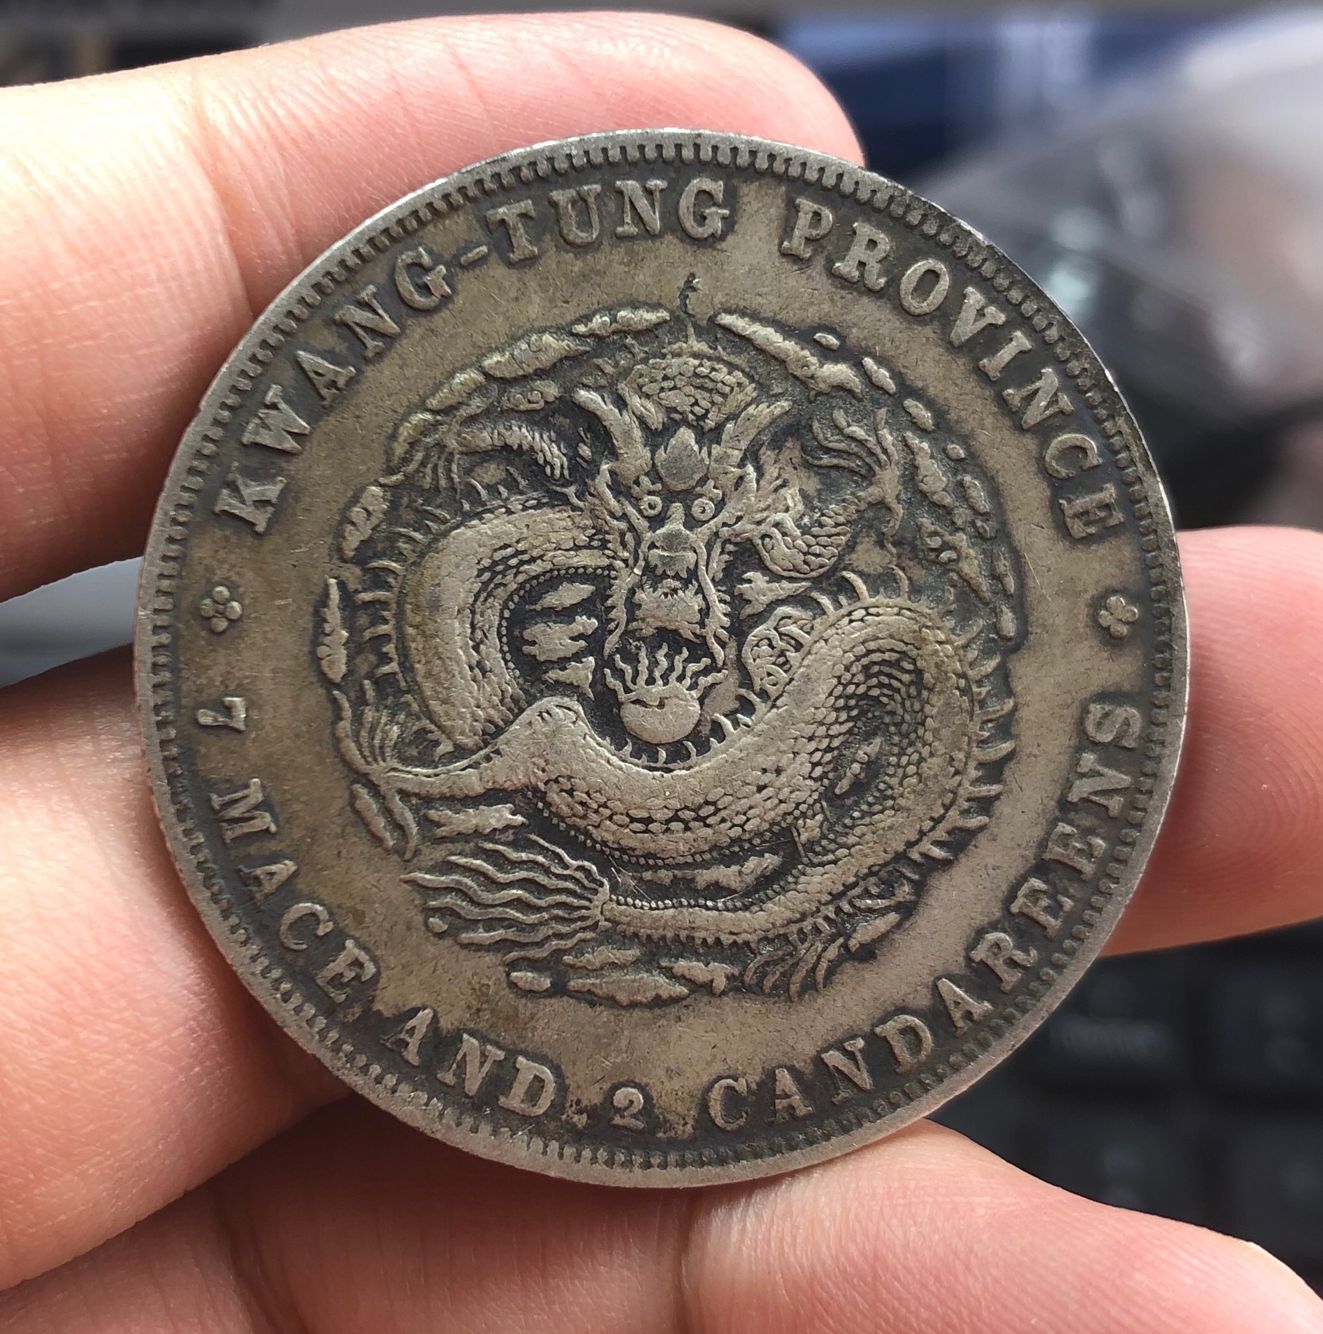 KWANG-TUNG PROVINCE
7 MACE AND 2 CANDAREENS